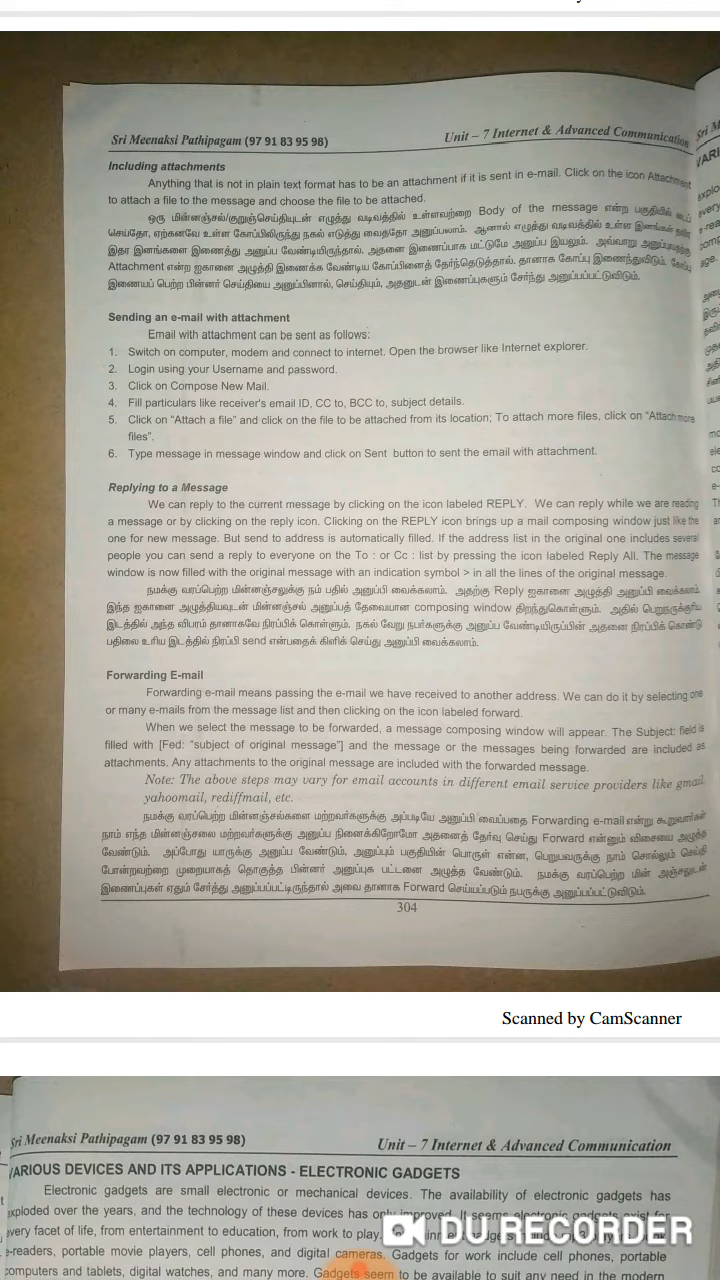 Sri Meenaksi Pathipagam (97 91 83 95 98)
Unit – 7 Internet & Advanced Communication
Including attachments
Anything that is not in plain text format has to be an attachment if it is sent in e-mail. Click on the icon Attachment
to attach a file to the message and choose the file to be attached.
ஒரு மின்னஞ்சல்/குறுஞ்செய்தியுடன் எழுத்து வடிவத்தில் உள்ளவற்றை Body of the message என்ற பகுதியில்
செய்தோ, ஏற்கனவே உள்ள கோப்பிலிருந்து நகல் எடுத்து வைத்தோ அனுப்பலாம். ஆனால் எழுத்து வடிவத்தில் உள்ள இனங்கள்
இதர இனங்களை இணைத்து அனுப்ப வேண்டியிருந்தால். அதனை இணைப்பாக மட்டுமே அனுப்ப இயலும். அவ்வாறு
Attachment என்ற ஐகானை அழுத்தி இணைக்க வேண்டிய கோப்பினைத் தேர்ந்தெடுத்தால். தானாக கோப்பு இணைந்துவிடும். கோப்பு
இணையப் பெற்ற பின்னர் செய்தியை அனுப்பினால், செய்தியும், அதனுடன் இணைப்புகளும் சேர்ந்து அனுப்பப்பட்டுவிடும்.
Sending an e-mail with attachment
Email with attachment can be sent as follows:
1. Switch on computer, modem and connect to internet. Open the browser like Internet explorer.
2. Login using your Username and password.
3. Click on Compose New Mail.
4. Fill particulars like receiver's email ID, CC to, BCC to, subject details.
5. Click on “Attach a file” and click on the file to be attached from its location; To attach more files, click on “Attach more
files”.
6. Type message in message window and click on Sent button to sent the email with attachment.
Replying to a Message
We can reply to the current message by clicking on the icon labeled REPLY. We can reply while we are reading
a message or by clicking on the reply icon. Clicking on the REPLY icon brings up a mail composing window just like the
one for new message. But send to address is automatically filled. If the address list in the original one includes several
people you can send a reply to everyone on the To : or Cc : list by pressing the icon labeled Reply All. The message
window is now filled with the original message with an indication symbol > in all the lines of the original message.
நமக்கு வரப்பெற்ற மின்னஞ்சலுக்கு நம் பதில் அனுப்பி வைக்கலாம். அதற்கு Reply ஐகானை அழுத்தி அனுப்பி வைக்கலாம்
இந்த ஐகானை அழுத்தியவுடன் மின்னஞ்சல் அனுப்பத் தேவையான composing window திறந்துகொள்ளும். அதில் பெறுநருக்குரிய
இடத்தில் அந்த விபரம் தானாகவே நிரப்பிக் கொள்ளும். நகல் வேறு நபர்களுக்கு அனுப்ப வேண்டியிருப்பின் அதனை நிரப்பிக் கொண்டு
பதிலை உரிய இடத்தில் நிரப்பி send என்பதைக் கிளிக் செய்து அனுப்பி வைக்கலாம்.
Forwarding E-mail
Forwarding e-mail means passing the e-mail we have received to another address. We can do it by selecting one
or many e-mails from the message list and then clicking on the icon labeled forward.
When we select the message to be forwarded, a message composing window will appear. The Subject: field is
filled with [Fed: “subject of original message”] and the message or the messages being forwarded are included as
attachments. Any attachments to the original message are included with the forwarded message.
Note: The above steps may vary for email accounts in different email service providers like gmail,
yahoomail, rediffmail, etc.
நமக்கு வரப்பெற்ற மின்னஞ்சல்களை மற்றவர்களுக்கு அப்படியே அனுப்பி வைப்பதை Forwarding e-mail என்று கூறுவார்கள்
நாம் எந்த மின்னஞ்சலை மற்றவர்களுக்கு அனுப்ப நினைக்கிறோமோ அதனைத் தேர்வு செய்து Forward என்னும் விசையை அழுத்த
வேண்டும். அப்போது யாருக்கு அனுப்ப வேண்டும், அனுப்பும் பகுதியின் பொருள் என்ன, பெறுபவருக்கு நாம் சொல்லும் செய்தி
போன்றவற்றை முறையாகத் தொகுத்த பின்னர் அனுப்புக பட்டனை அழுத்த வேண்டும். நமக்கு வரப்பெற்ற மின் அஞ்சலுடன்
இணைப்புகள் ஏதும் சேர்த்து அனுப்பப்பட்டிருந்தால் அவை தானாக Forward செய்யப்படும் நபருக்கு அனுப்பப்பட்டுவிடும்.
304
Scanned by CamScanner
Sri Meenaksi Pathipagam (97 91 83 95 98)
Unit – 7 Internet & Advanced Communication
VARIOUS DEVICES AND ITS APPLICATIONS - ELECTRONIC GADGETS
Electronic gadgets are small electronic or mechanical devices. The availability of electronic gadgets has
exploded over the years, and the technology of these devices has only improved. It seems electronic gadgets exist for
every facet of life, from entertainment to education, from work to play.
DU RECORDER
e-readers, portable movie players, cell phones, and digital cameras. Gadgets for work include cell phones, portable
computers and tablets, digital watches, and many more. Gadgets seem to be available to suit any need in the modern